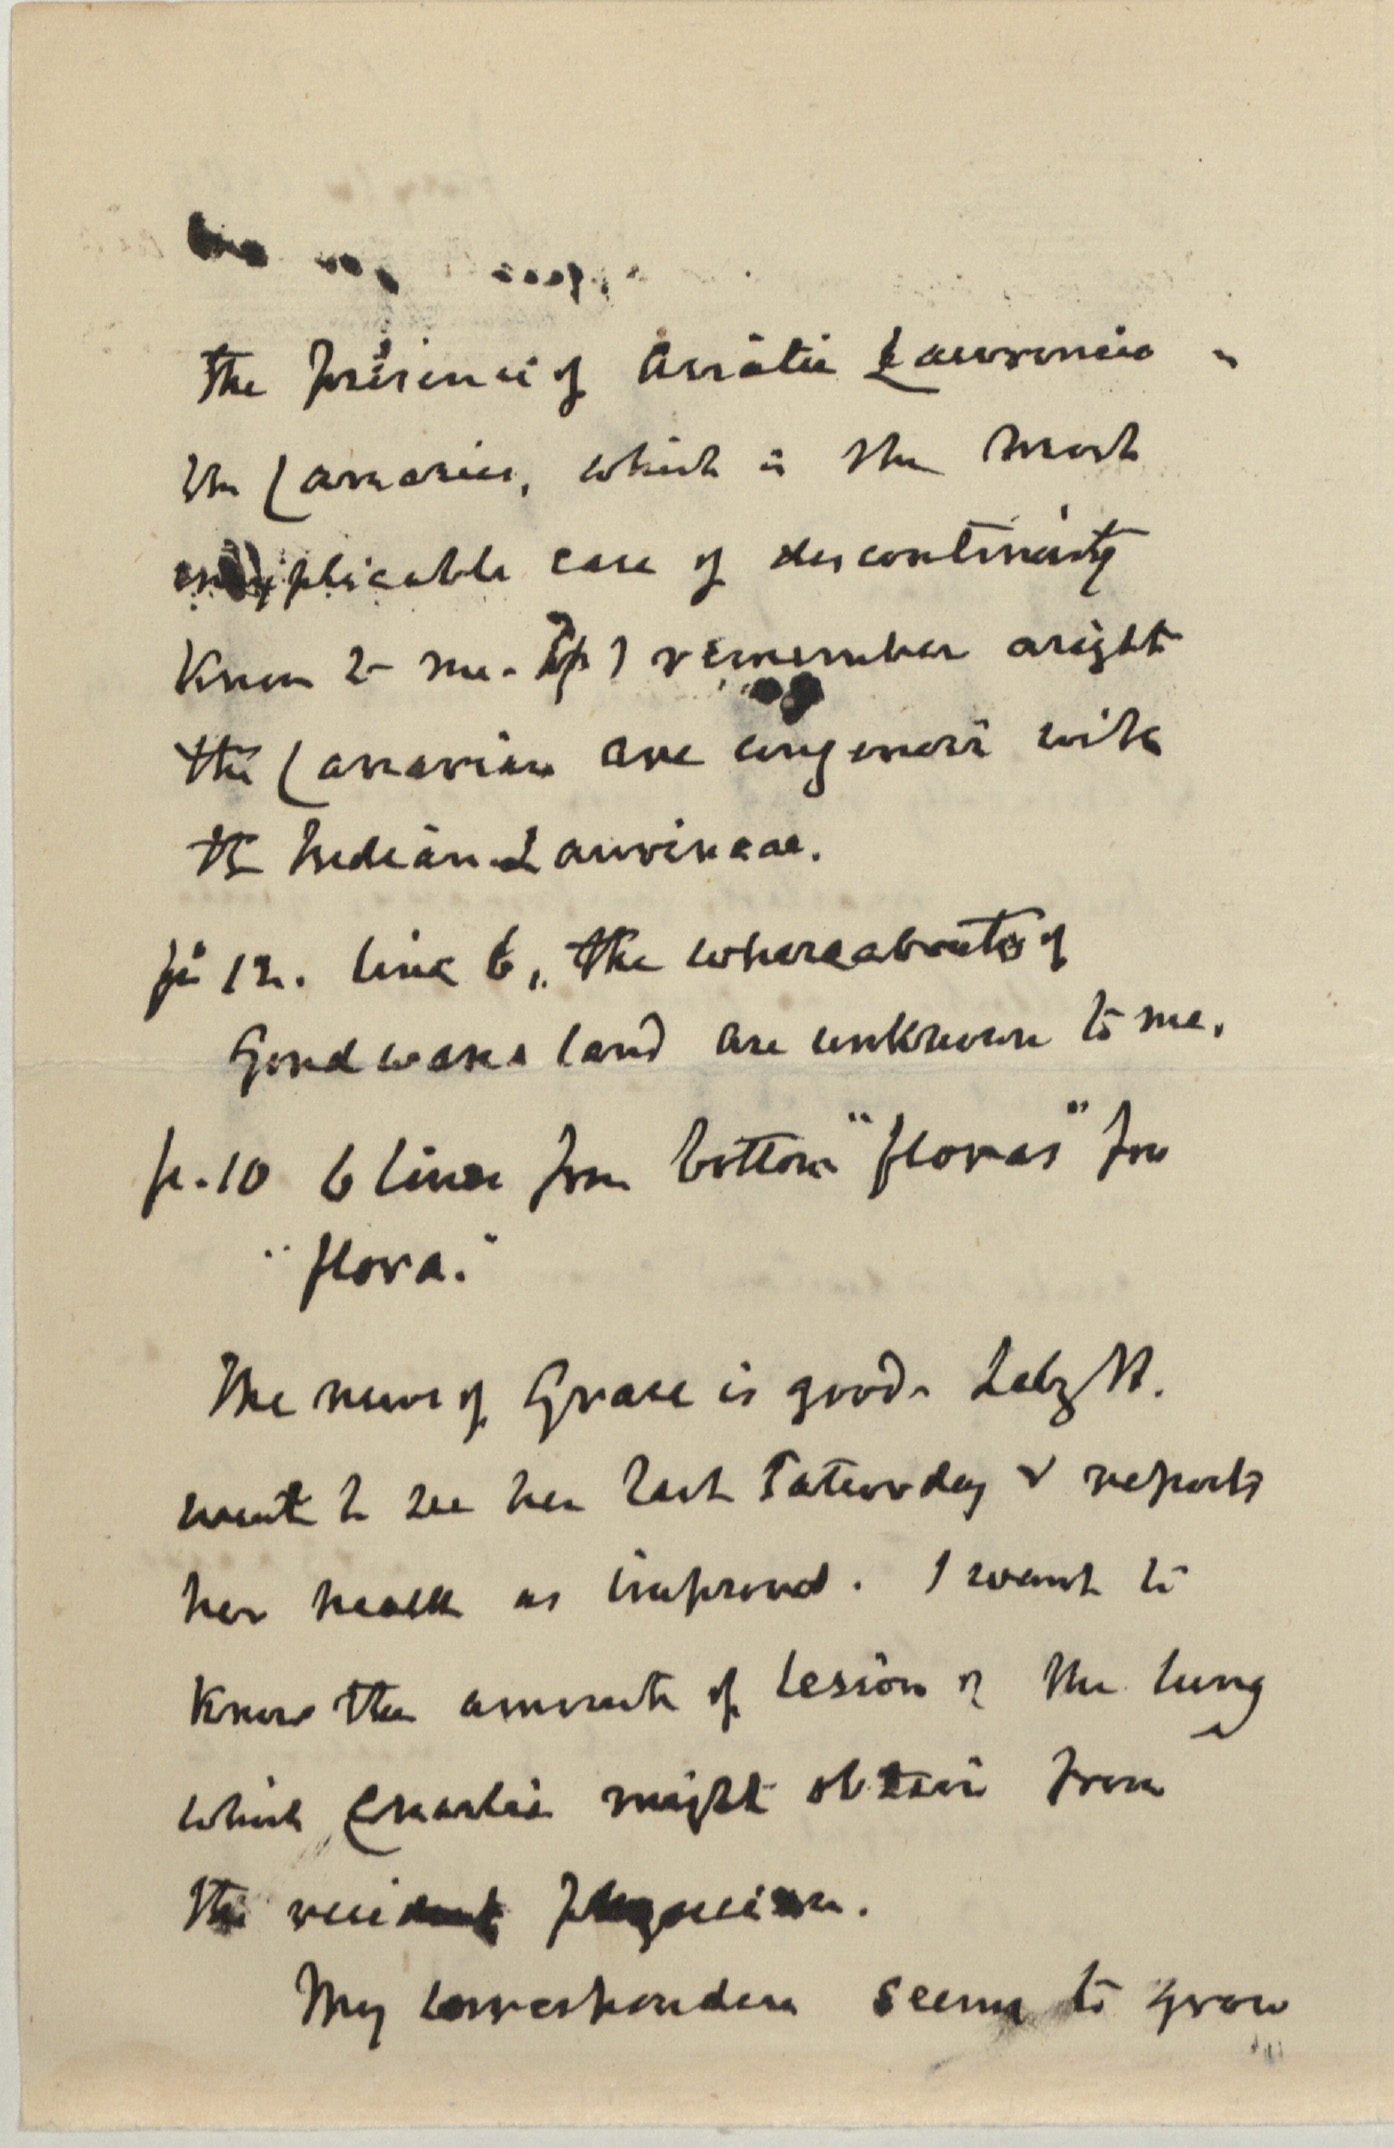 the presence of Asiatic Laurineae in
the Canaries, which is the most
inexplicable case of discontinuity
known to me. If I remember aright
the Canarian are congeneric with
the Indian Laurineae.
p. 12. line 6, the whereabouts of
Gondwana land are unknown to me.
p. 10 6 lines from bottom "floras" for
"flora."
The news of Grace is good.
went to see her last Saturday & reports
her health as improved. I want to
know the amount of lesion of the lung
which Charlie might obtain from
the resident physician.
My correspondence seems to grow